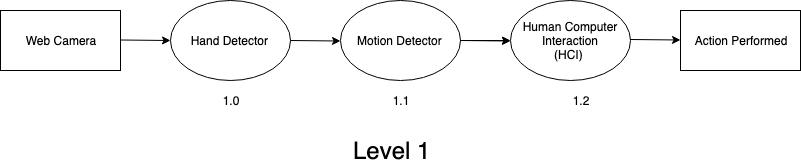 Web Camera
Hand Detector
Motion Detector
Human Computer
Interaction
(HCI)
Action Performed
1.0
1.1
1.2
Level 1